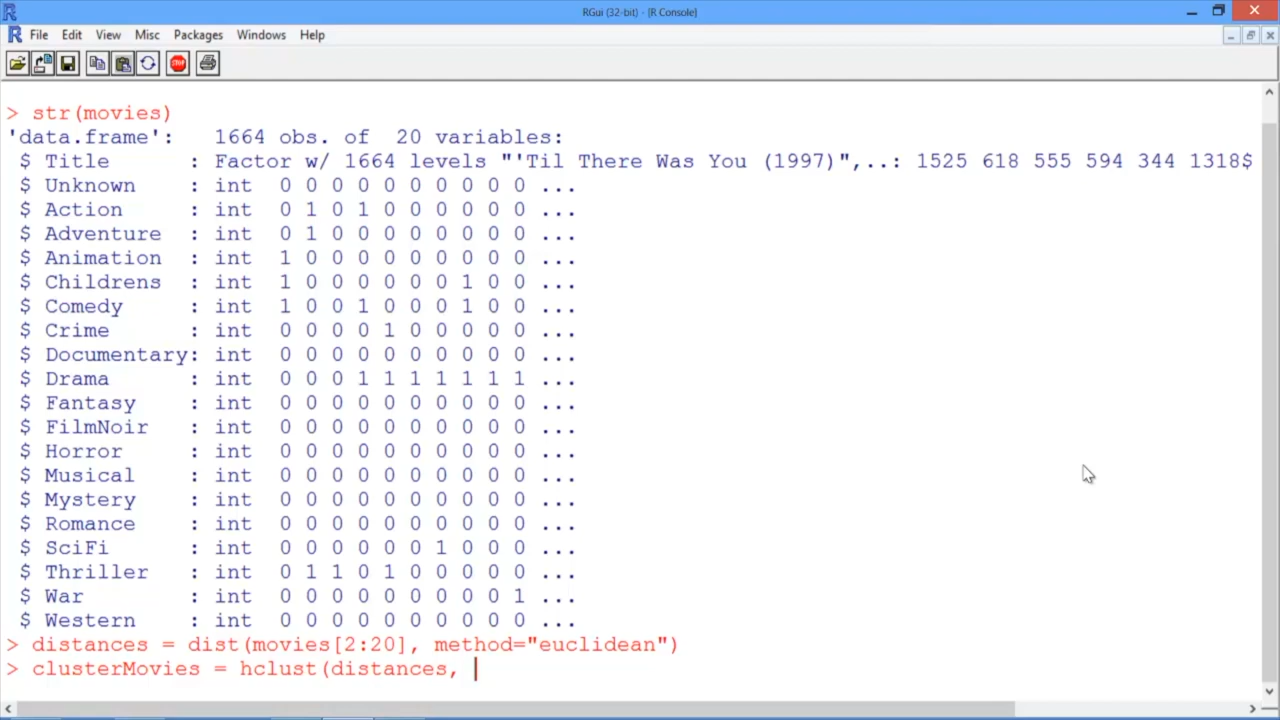 RGui (32-bit) - [R Console]
File Edit View Misc Packages Windows Help
STOP
> str(movies)
'data.frame':   1664 obs. of  20 variables:
 $ Title      : Factor w/ 1664 levels "'Til There Was You (1997)",..: 1525 618 555 594 344 1318$
 $ Unknown    : int  0 0 0 0 0 0 0 0 0 0 ...
 $ Action     : int  0 1 0 1 0 0 0 0 0 0 ...
 $ Adventure  : int  0 1 0 0 0 0 0 0 0 0 ...
 $ Animation  : int  1 0 0 0 0 0 0 0 0 0 ...
 $ Childrens  : int  1 0 0 0 0 0 0 1 0 0 ...
 $ Comedy     : int  1 0 0 1 0 0 0 1 0 0 ...
 $ Crime      : int  0 0 0 0 1 0 0 0 0 0 ...
 $ Documentary: int  0 0 0 0 0 0 0 0 0 0 ...
 $ Drama      : int  0 0 0 1 1 1 1 1 1 1 ...
 $ Fantasy    : int  0 0 0 0 0 0 0 0 0 0 ...
 $ FilmNoir   : int  0 0 0 0 0 0 0 0 0 0 ...
 $ Horror     : int  0 0 0 0 0 0 0 0 0 0 ...
 $ Musical    : int  0 0 0 0 0 0 0 0 0 0 ...
 $ Mystery    : int  0 0 0 0 0 0 0 0 0 0 ...
 $ Romance    : int  0 0 0 0 0 0 0 0 0 0 ...
 $ SciFi      : int  0 0 0 0 0 0 1 0 0 0 ...
 $ Thriller   : int  0 1 1 0 1 0 0 0 0 0 ...
 $ War        : int  0 0 0 0 0 0 0 0 0 1 ...
 $ Western    : int  0 0 0 0 0 0 0 0 0 0 ...
> distances = dist(movies[2:20], method="euclidean")
> clusterMovies = hclust(distances,